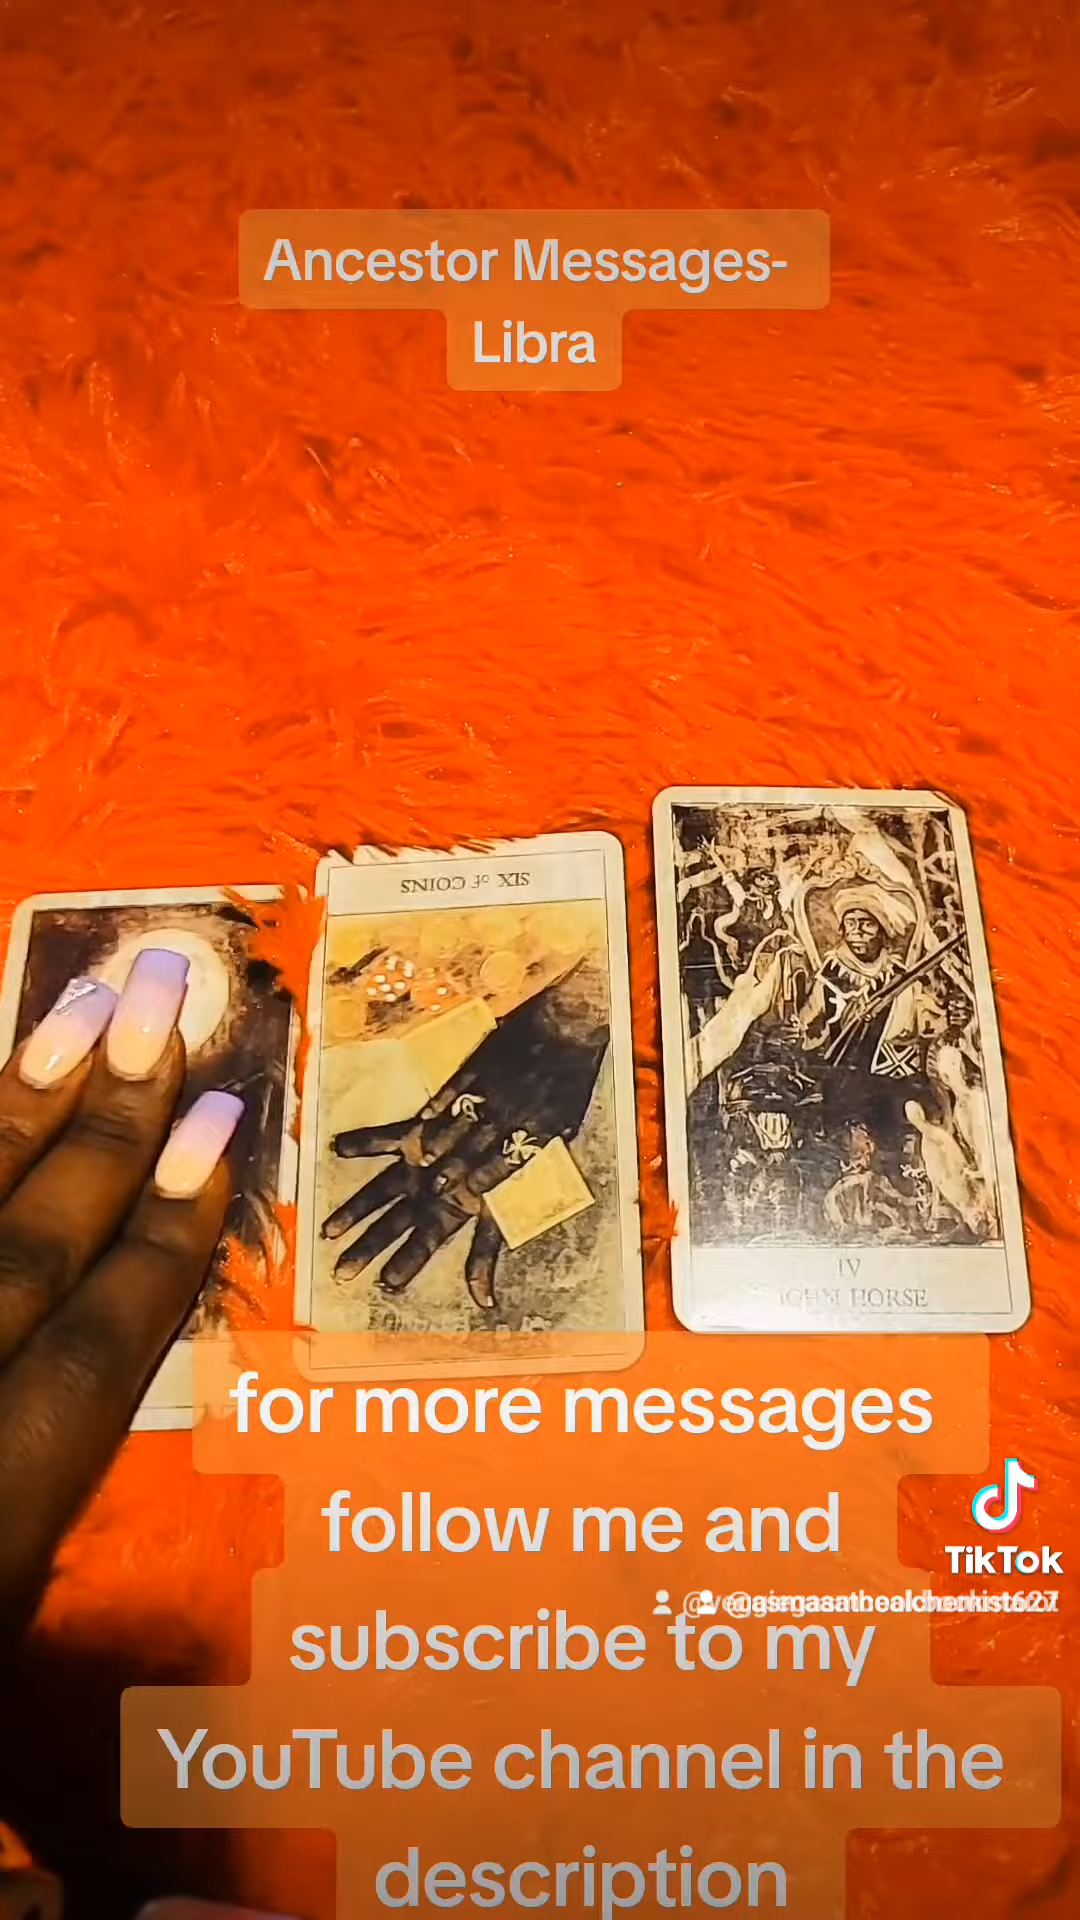 Ancestor Messages-
Libra
SIX of COINS
IV
JOHN HORSE
for more messages
follow me and
subscribe to my
YouTube channel in the
description
TikTok